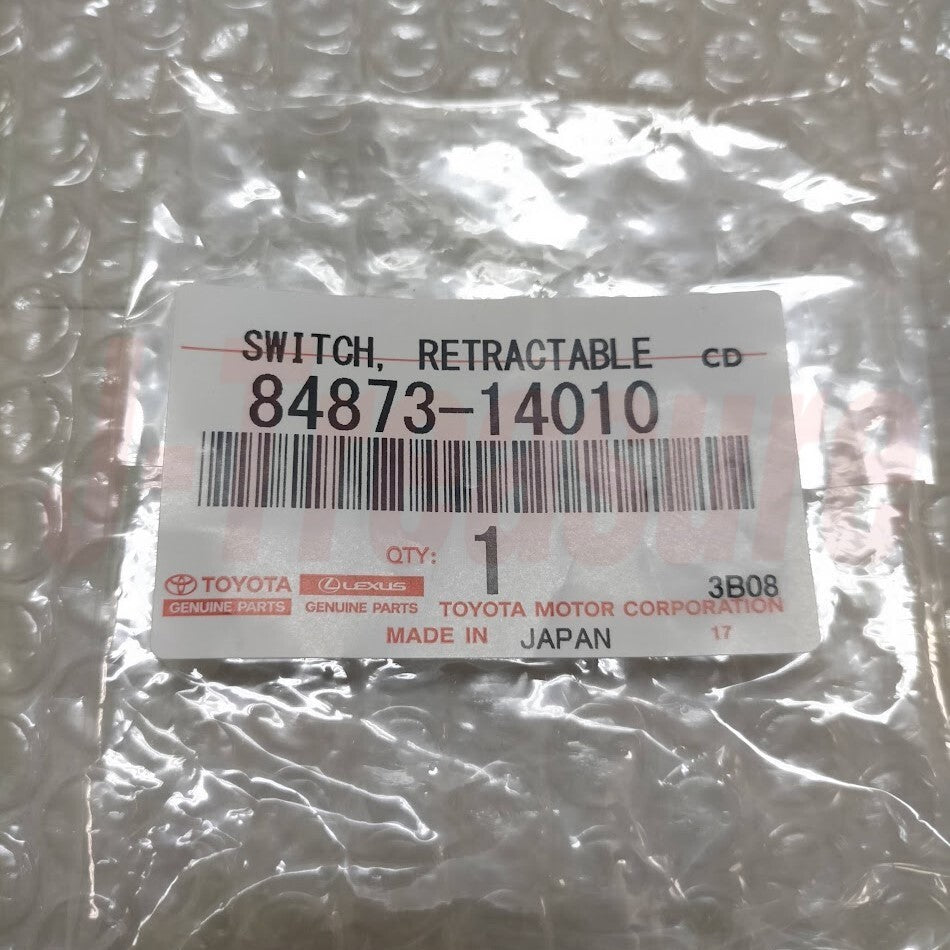 SWITCH, RETRACTABLE CD
84873-14010
QTY: 1
TOYOTA LEXUS 3B08
GENUINE PARTS GENUINE PARTS TOYOTA MOTOR CORPORATION
MADE IN JAPAN 17
J-Treasure